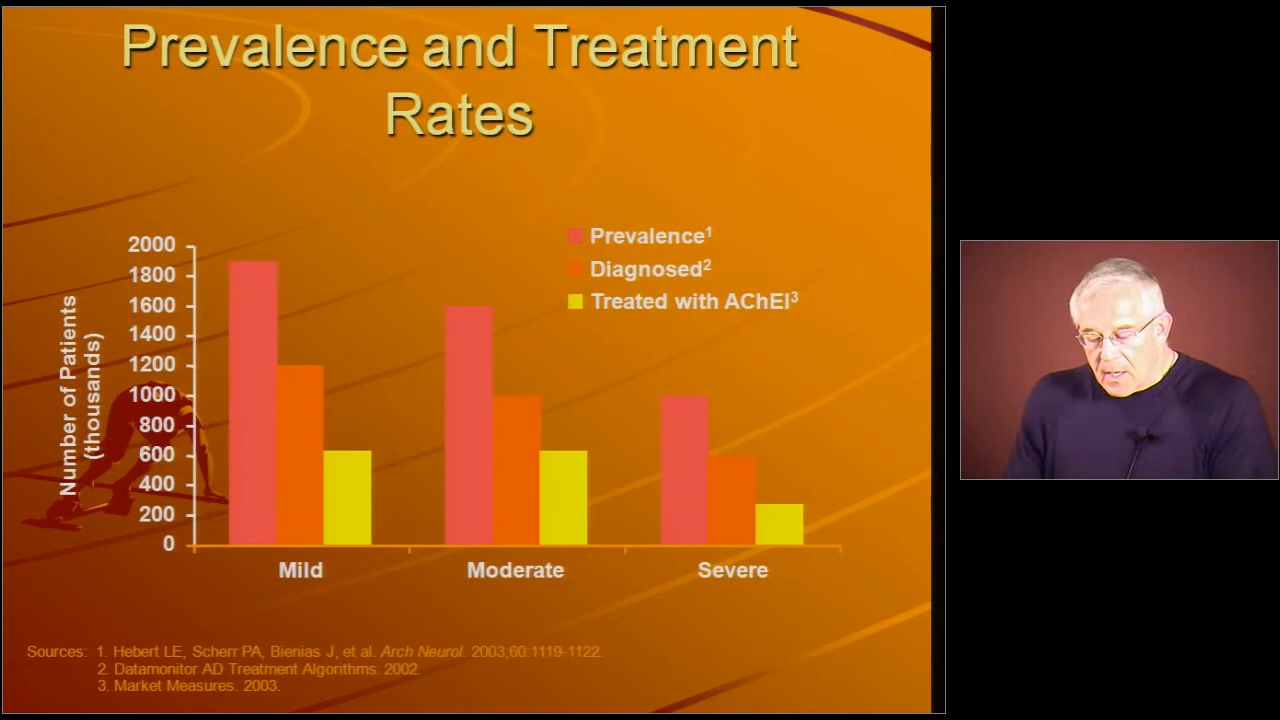 Prevalence and Treatment
Rates
Prevalence¹
Diagnosed²
Treated with AChEI³
Number of Patients
(thousands)
2000
1800
1600
1400
1200
1000
800
600
400
200
0
Mild
Moderate
Severe
Sources: 1. Hebert LE, Scherr PA, Bienias J, et al. Arch Neurol. 2003;60:1119-1122.
2. Datamonitor AD Treatment Algorithms. 2002.
3. Market Measures. 2003.